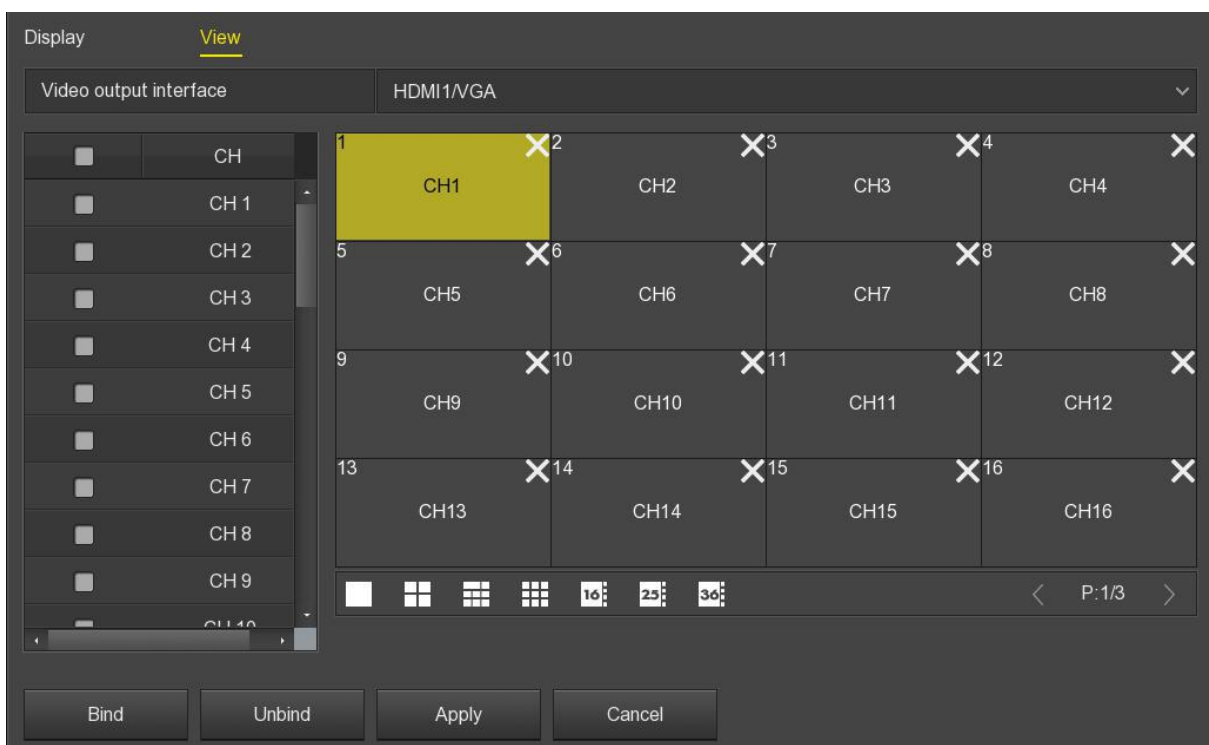 Display View
Video output interface HDMI1/VGA
CH
CH 1
CH 2
CH 3
CH 4
CH 5
CH 6
CH 7
CH 8
CH 9
CH 10
1 2 3 4
CH1 CH2 CH3 CH4
5 6 7 8
CH5 CH6 CH7 CH8
9 10 11 12
CH9 CH10 CH11 CH12
13 14 15 16
CH13 CH14 CH15 CH16
16 25 36 P:1/3
Bind Unbind Apply Cancel